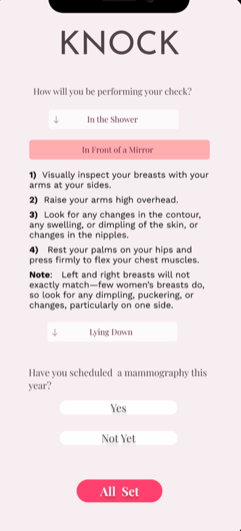 KNOCK
How will you be performing your check?
↓ In the Shower
In Front of a Mirror
1) Visually inspect your breasts with your
arms at your sides.
2) Raise your arms high overhead.
3) Look for any changes in the contour,
any swelling, or dimpling of the skin, or
changes in the nipples.
4) Rest your palms on your hips and
press firmly to flex your chest muscles.
Note: Left and right breasts will not
exactly match—few women's breasts do,
so look for any dimpling, puckering, or
changes, particularly on one side.
↓ Lying Down
Have you scheduled a mammography this
year?
Yes
Not Yet
All Set